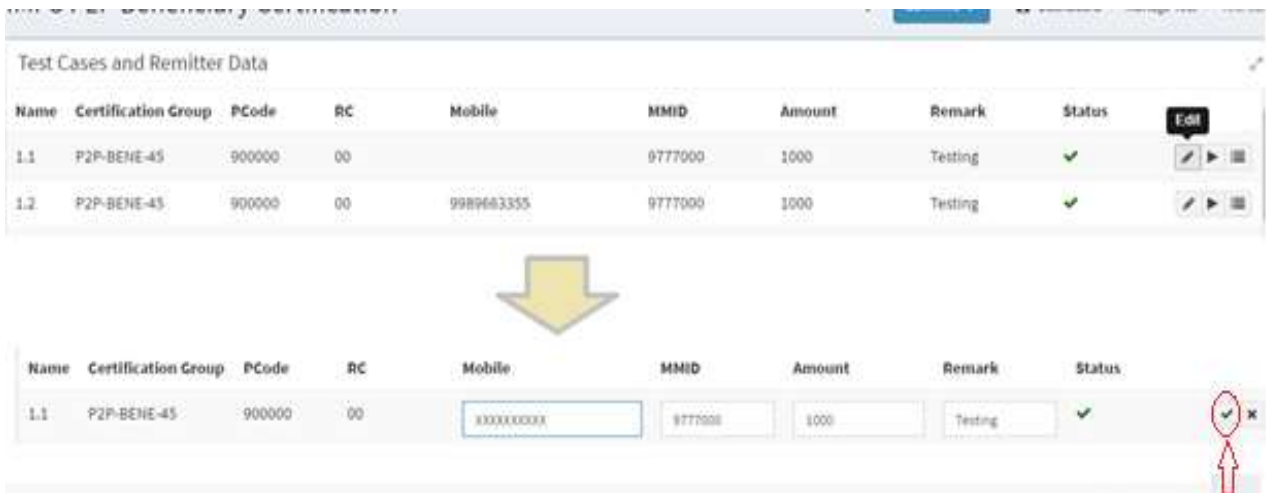 P2P Beneficiary Certification
Test Cases and Remitter Data
Name Certification Group PCode RC Mobile MMID Amount Remark Status
Edit
1.1 P2P-BENE-45 900000 00 9777000 1000 Testing
1.2 P2P-BENE-45 900000 00 9989663355 9777000 1000 Testing
Name Certification Group PCode RC Mobile MMID Amount Remark Status
1.1 P2P-BENE-45 900000 00 XXXXXXXXXX 9777000 1000 Testing